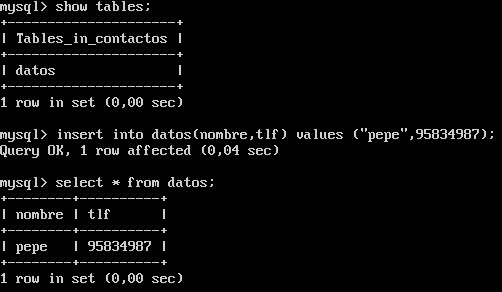 mysql> show tables;
+---------------------+
| Tables_in_contactos |
+---------------------+
| datos               |
+---------------------+
1 row in set (0,00 sec)

mysql> insert into datos(nombre,tlf) values ("pepe",95834987);
Query OK, 1 row affected (0,04 sec)

mysql> select * from datos;
+--------+----------+
| nombre | tlf      |
+--------+----------+
| pepe   | 95834987 |
+--------+----------+
1 row in set (0,00 sec)